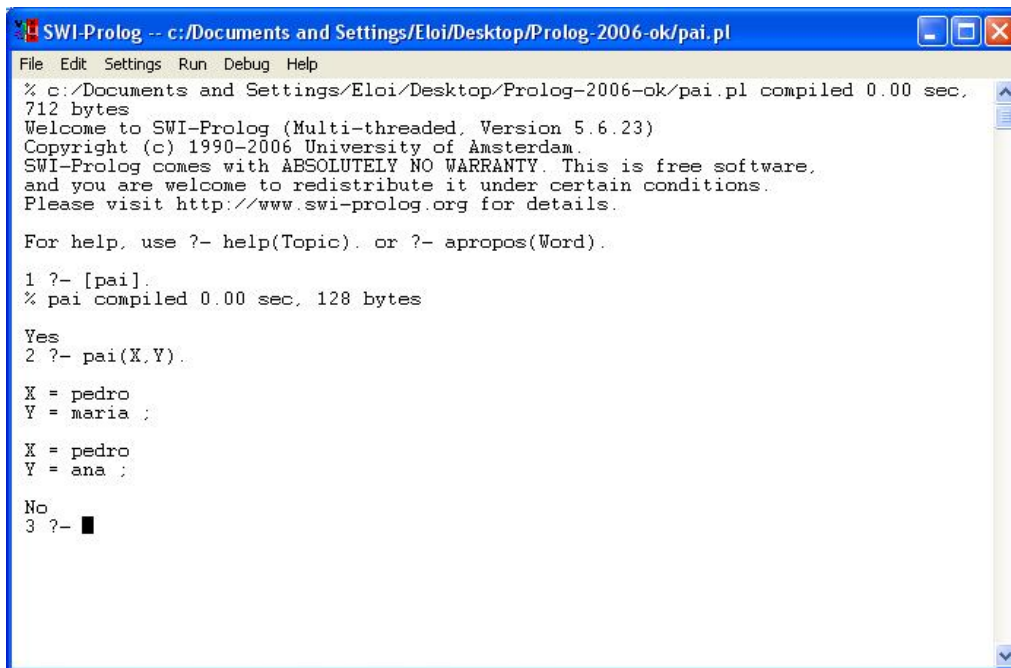 SWI-Prolog -- c:/Documents and Settings/Eloi/Desktop/Prolog-2006-ok/pai.pl
File Edit Settings Run Debug Help
% c:/Documents and Settings/Eloi/Desktop/Prolog-2006-ok/pai.pl compiled 0.00 sec,
712 bytes
Welcome to SWI-Prolog (Multi-threaded, Version 5.6.23)
Copyright (c) 1990-2006 University of Amsterdam.
SWI-Prolog comes with ABSOLUTELY NO WARRANTY. This is free software,
and you are welcome to redistribute it under certain conditions.
Please visit http://www.swi-prolog.org for details.
For help, use ?- help(Topic). or ?- apropos(Word).
1 ?- [pai].
% pai compiled 0.00 sec, 128 bytes
Yes
2 ?- pai(X,Y).
X = pedro
Y = maria ;
X = pedro
Y = ana ;
No
3 ?-